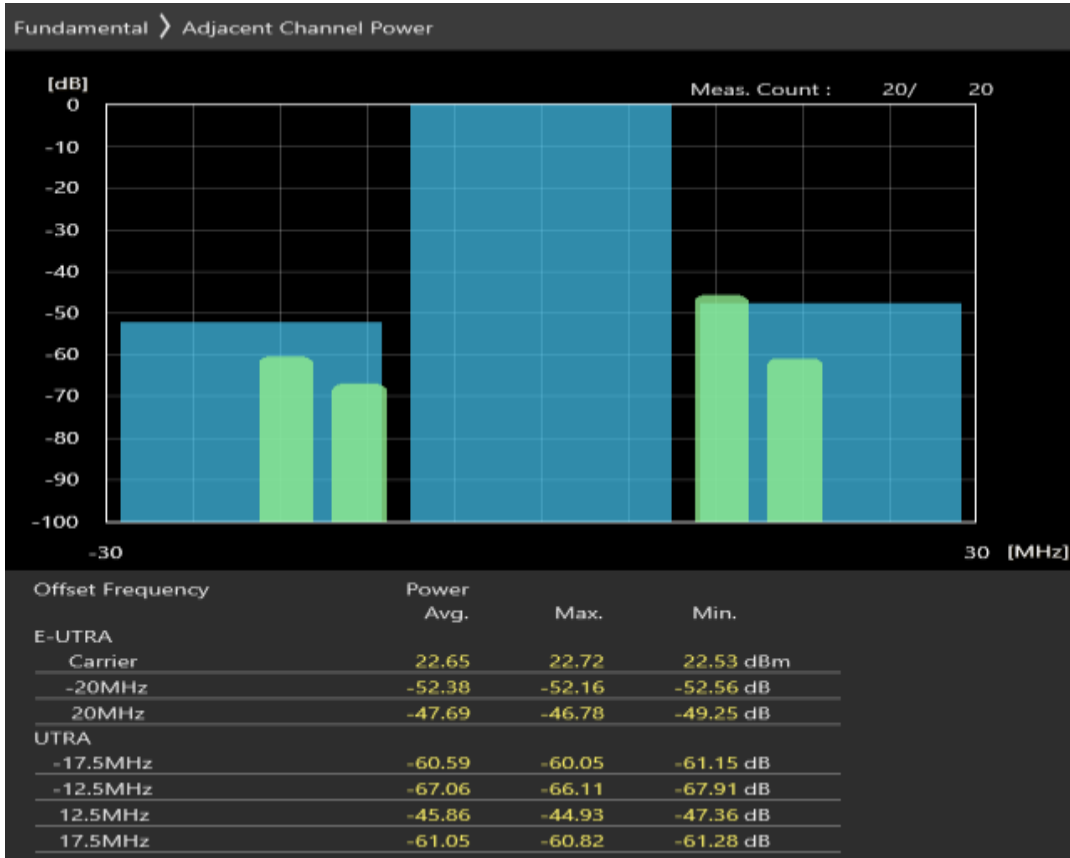 Fundamental 〉 Adjacent Channel Power
[dB]
Meas. Count : 20/ 20
0
-10
-20
-30
-40
-50
-60
-70
-80
-90
-100
-30 30 [MHz]
Offset Frequency Power
Avg. Max. Min.
E-UTRA
Carrier 22.65 22.72 22.53 dBm
-20MHz -52.38 -52.16 -52.56 dB
20MHz -47.69 -46.78 -49.25 dB
UTRA
-17.5MHz -60.59 -60.05 -61.15 dB
-12.5MHz -67.06 -66.11 -67.91 dB
12.5MHz -45.86 -44.93 -47.36 dB
17.5MHz -61.05 -60.82 -61.28 dB